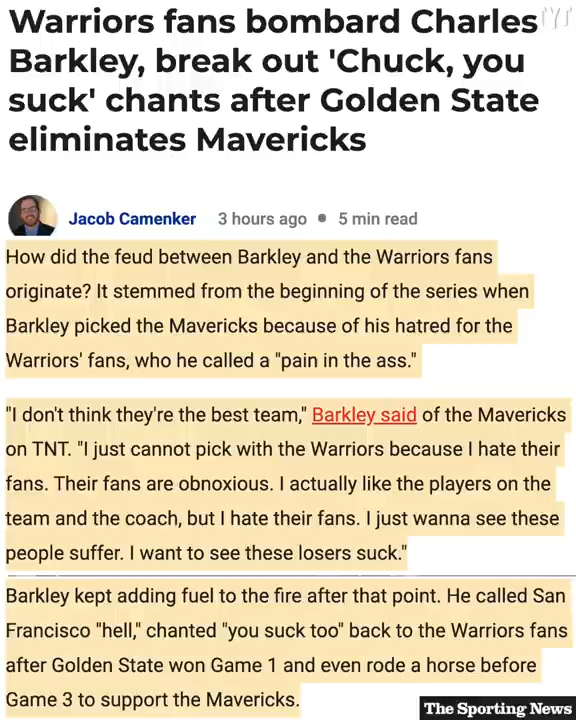 Warriors fans bombard Charles
TYT
Barkley, break out 'Chuck, you
suck' chants after Golden State
eliminates Mavericks
Jacob Camenker 3 hours ago • 5 min read
How did the feud between Barkley and the Warriors fans
originate? It stemmed from the beginning of the series when
Barkley picked the Mavericks because of his hatred for the
Warriors' fans, who he called a "pain in the ass."
"I don't think they're the best team," Barkley said of the Mavericks
on TNT. "I just cannot pick with the Warriors because I hate their
fans. Their fans are obnoxious. I actually like the players on the
team and the coach, but I hate their fans. I just wanna see these
people suffer. I want to see these losers suck."
Barkley kept adding fuel to the fire after that point. He called San
Francisco "hell," chanted "you suck too" back to the Warriors fans
after Golden State won Game 1 and even rode a horse before
Game 3 to support the Mavericks.
The Sporting News